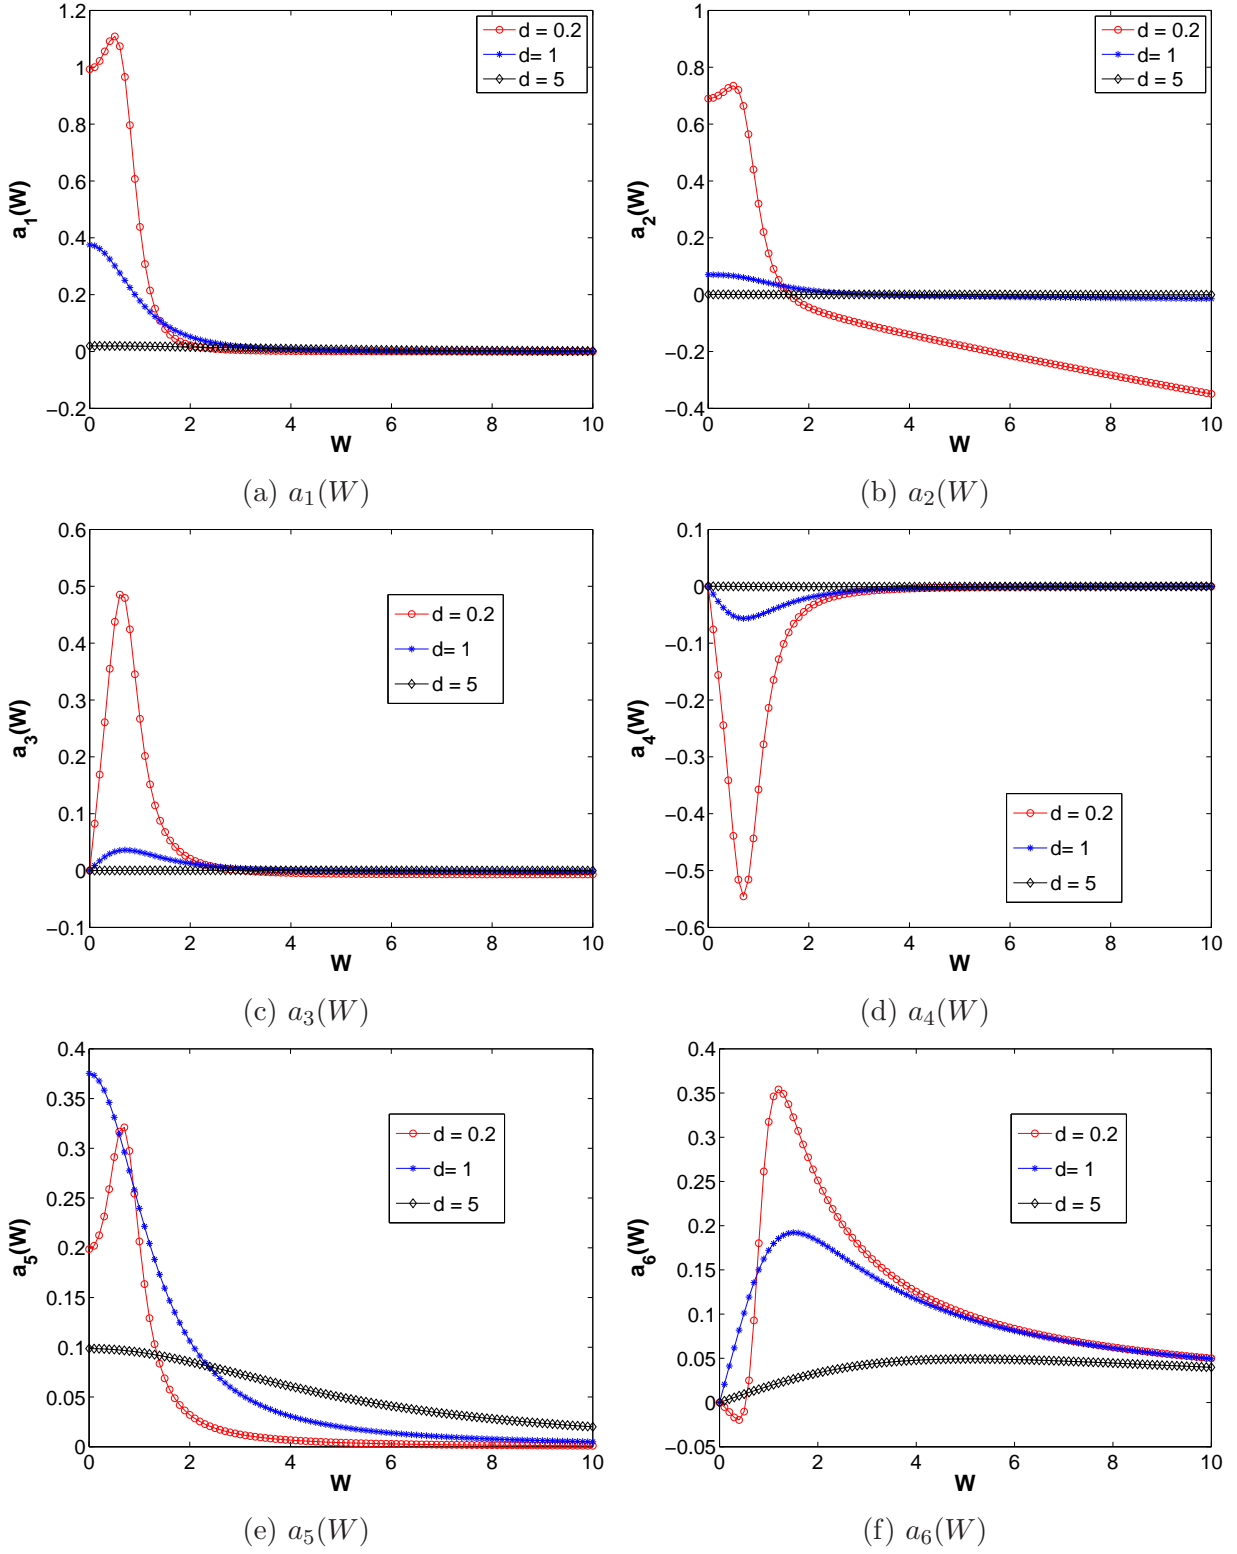 1.2
1
0.8
0.6
0.4
0.2
0
−0.2
a1(W)
0 2 4 6 8 10
W
d = 0.2
d= 1
d = 5
(a) a1(W)
1
0.8
0.6
0.4
0.2
0
−0.2
−0.4
a2(W)
0 2 4 6 8 10
W
d = 0.2
d= 1
d = 5
(b) a2(W)
0.6
0.5
0.4
0.3
0.2
0.1
0
−0.1
a3(W)
0 2 4 6 8 10
W
d = 0.2
d= 1
d = 5
(c) a3(W)
0.1
0
−0.1
−0.2
−0.3
−0.4
−0.5
−0.6
a4(W)
0 2 4 6 8 10
W
d = 0.2
d= 1
d = 5
(d) a4(W)
0.4
0.35
0.3
0.25
0.2
0.15
0.1
0.05
0
a5(W)
0 2 4 6 8 10
W
d = 0.2
d= 1
d = 5
(e) a5(W)
0.4
0.35
0.3
0.25
0.2
0.15
0.1
0.05
0
−0.05
a6(W)
0 2 4 6 8 10
W
d = 0.2
d= 1
d = 5
(f) a6(W)